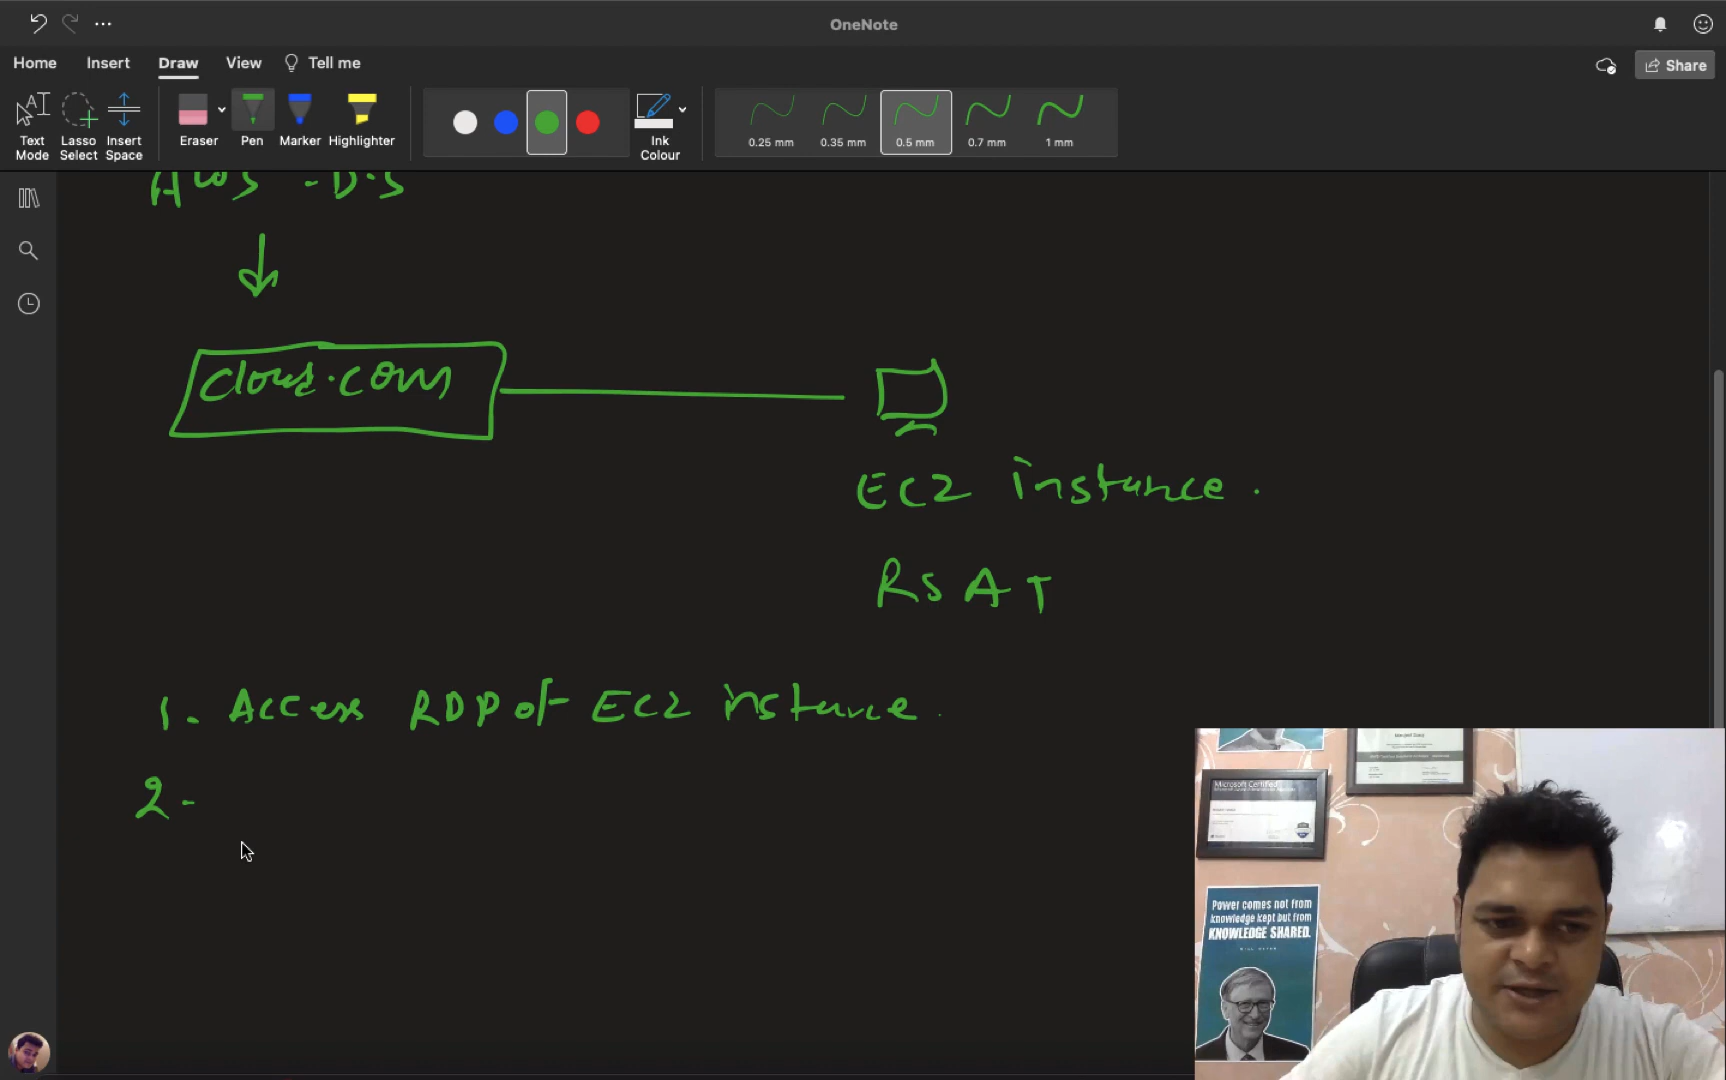 OneNote
Home Insert Draw View Tell me Share
Text Mode
Lasso Select
Insert Space
Eraser
Pen
Marker
Highlighter
Ink Colour
0.25 mm
0.35 mm
0.5 mm
0.7 mm
1 mm
Aws - D.S
cloud.com
EC2 instance.
RSAT
1. Access RDP of EC2 instance.
2-
Microsoft Certified
Power comes not from
knowledge kept but from
KNOWLEDGE SHARED.